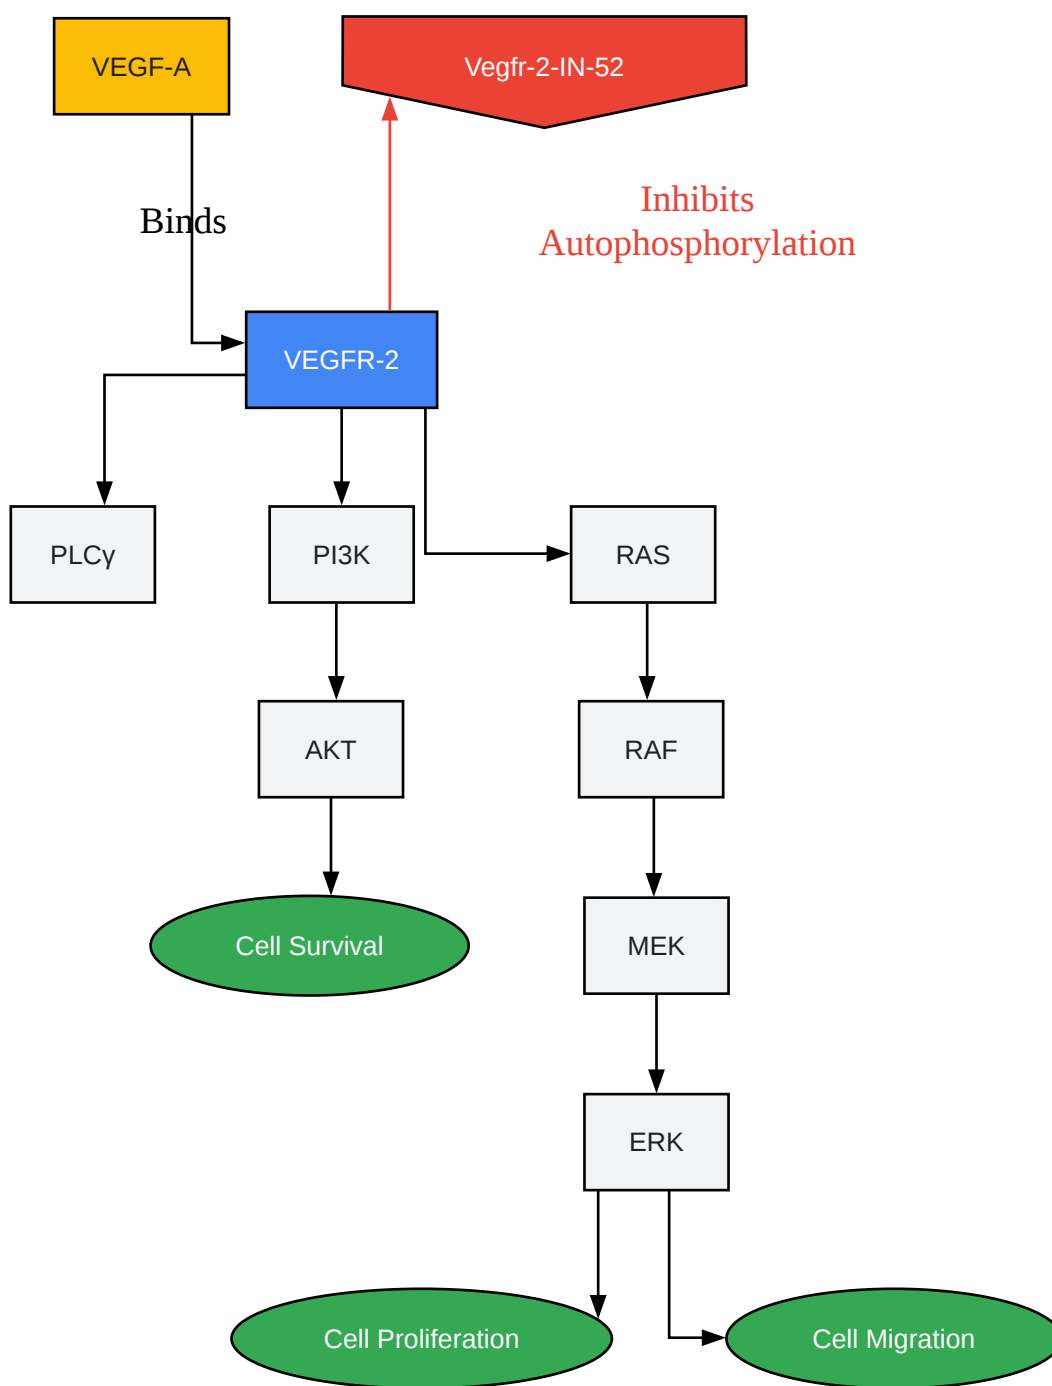 VEGF-A
Vegfr-2-IN-52
Binds
Inhibits
Autophosphorylation
VEGFR-2
PLCγ
PI3K
RAS
AKT
RAF
Cell Survival
MEK
ERK
Cell Proliferation
Cell Migration